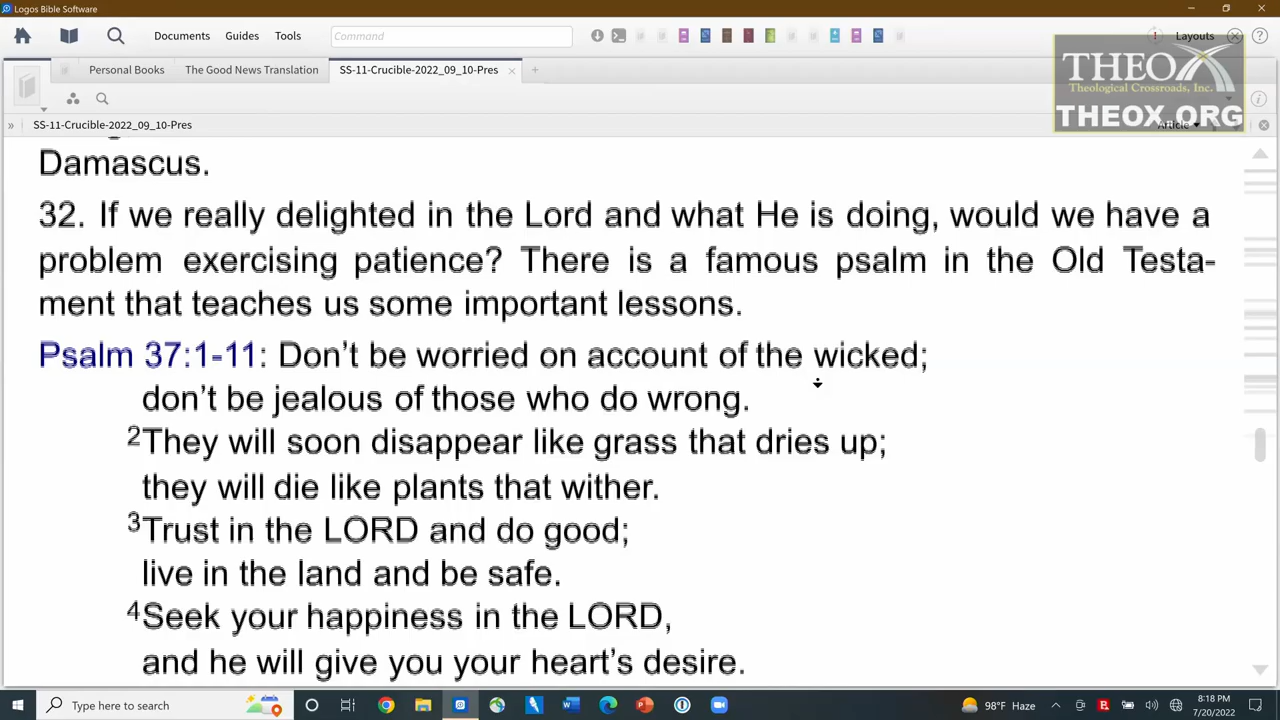 Logos Bible Software
Documents Guides Tools Command Layouts
Personal Books The Good News Translation SS-11-Crucible-2022_09_10-Pres
THEOX
Theological Crossroads, Inc.
THEOX.ORG
SS-11-Crucible-2022_09_10-Pres Article
Damascus.
32. If we really delighted in the Lord and what He is doing, would we have a
problem exercising patience? There is a famous psalm in the Old Testa-
ment that teaches us some important lessons.
Psalm 37:1-11: Don't be worried on account of the wicked;
don't be jealous of those who do wrong.
2They will soon disappear like grass that dries up;
they will die like plants that wither.
3Trust in the LORD and do good;
live in the land and be safe.
4Seek your happiness in the LORD,
and he will give you your heart's desire.
Type here to search 98°F Haze 8:18 PM
7/20/2022